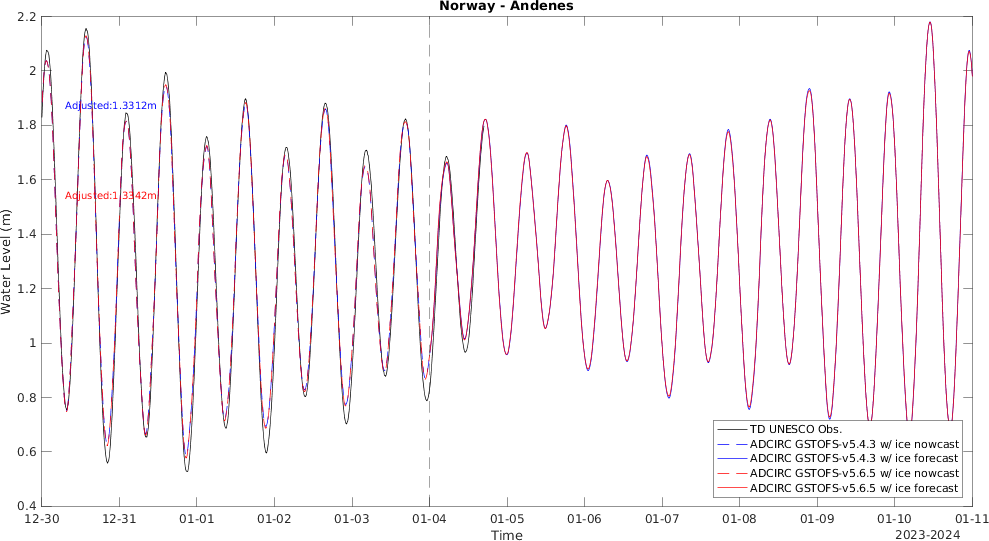 Norway - Andenes
2.2
2
1.8
1.6
1.4
1.2
1
0.8
0.6
0.4
Water Level (m)
Adjusted:1.3312m
Adjusted:1.3342m
TD UNESCO Obs.
ADCIRC GSTOFS-v5.4.3 w/ ice nowcast
ADCIRC GSTOFS-v5.4.3 w/ ice forecast
ADCIRC GSTOFS-v5.6.5 w/ ice nowcast
ADCIRC GSTOFS-v5.6.5 w/ ice forecast
12-30 12-31 01-01 01-02 01-03 01-04 01-05 01-06 01-07 01-08 01-09 01-10 01-11
Time
2023-2024